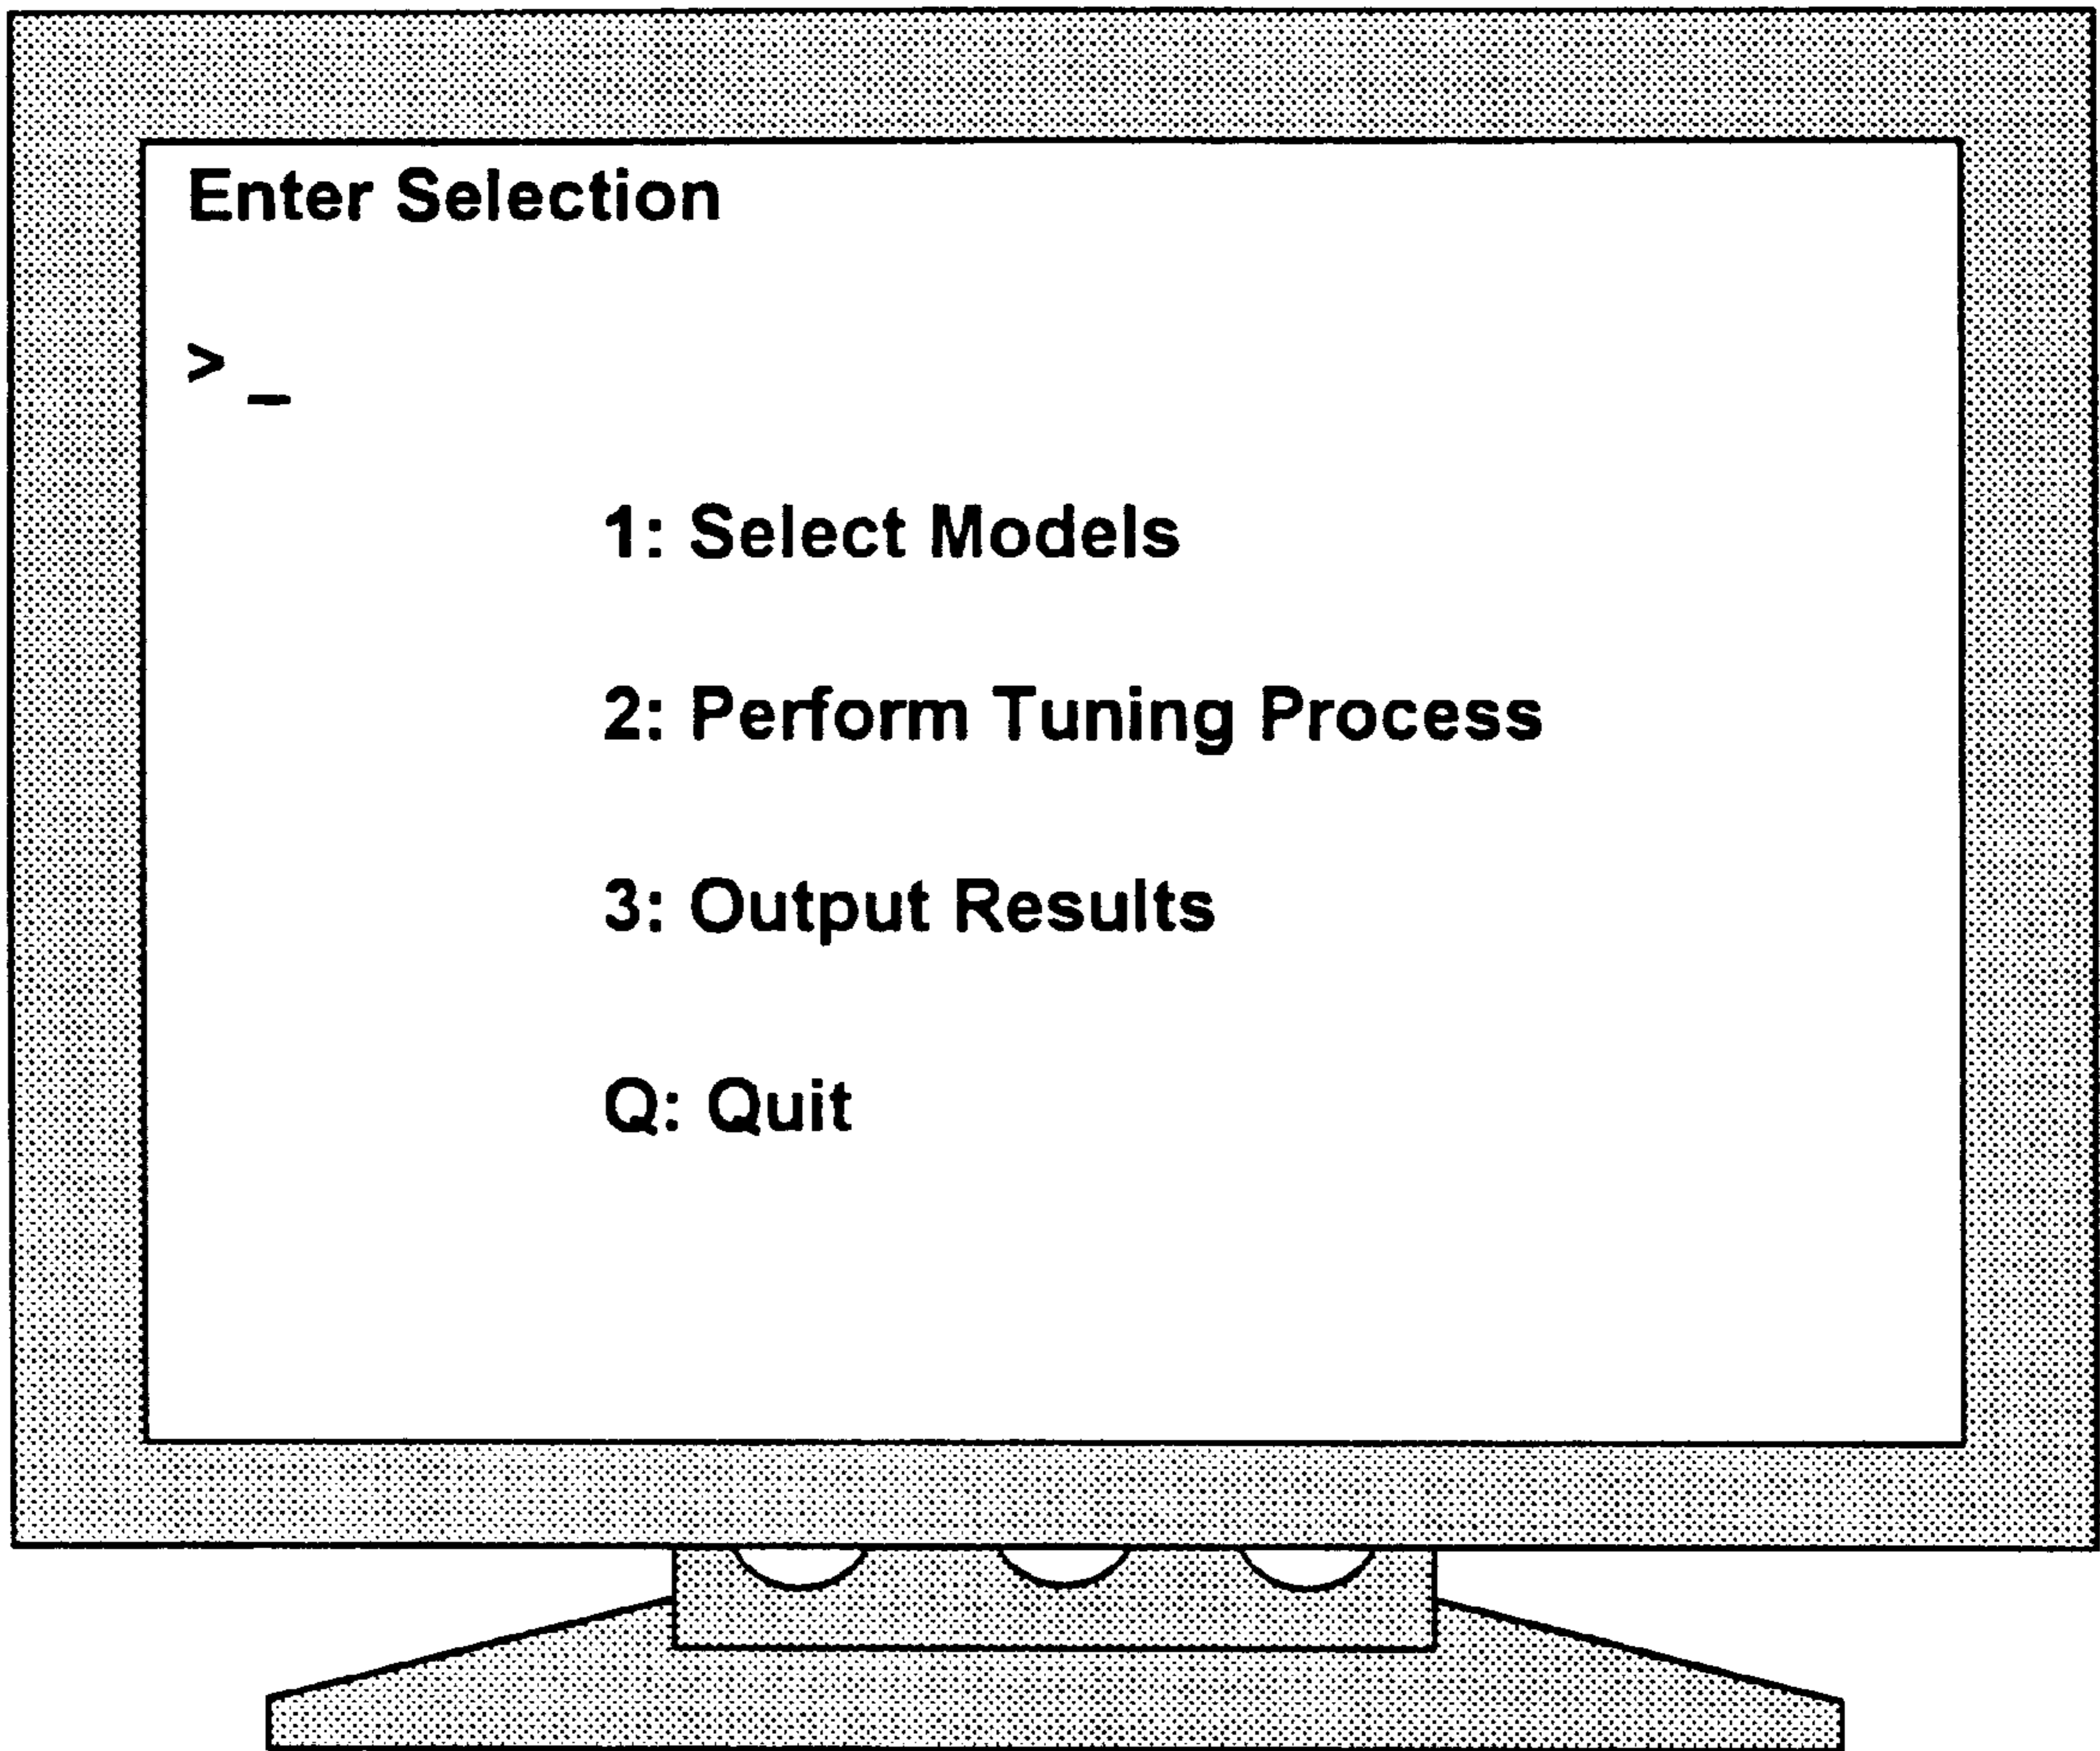 Enter Selection
> _
1: Select Models
2: Perform Tuning Process
3: Output Results
Q: Quit